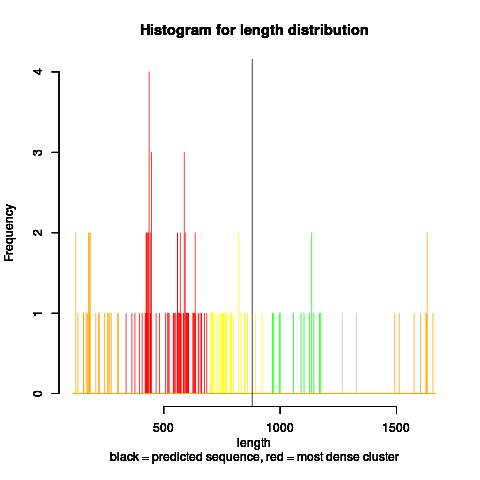 Histogram for length distribution
4
3
2
1
0
Frequency
500
1000
1500
length
black = predicted sequence, red = most dense cluster